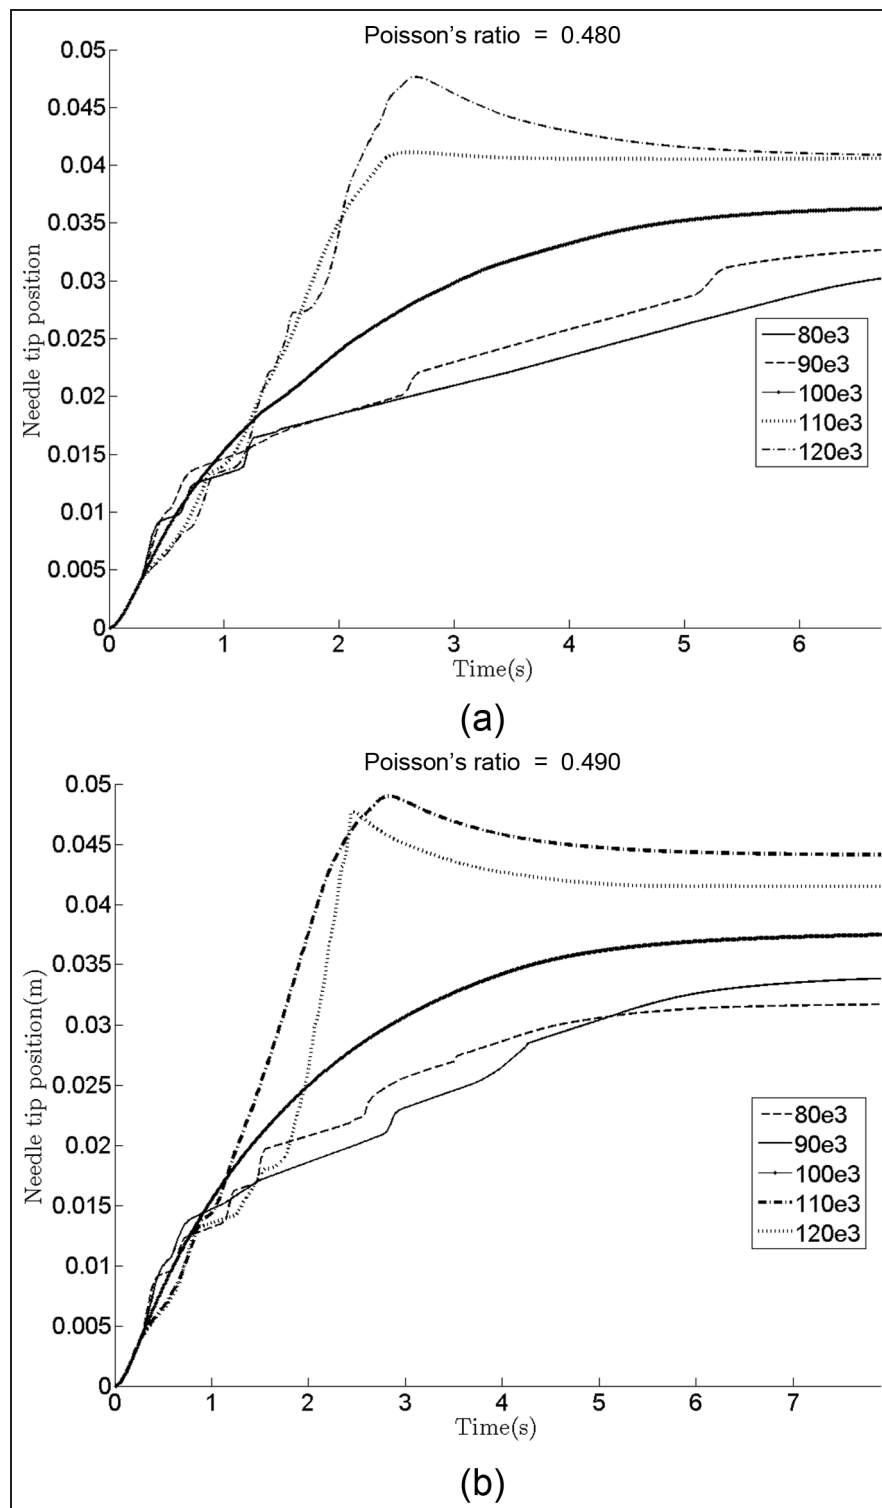 Poisson's ratio = 0.480
0.05
0.045
0.04
0.035
0.03
0.025
0.02
0.015
0.01
0.005
0
Needle tip position
80e3
90e3
100e3
110e3
120e3
0 1 2 3 4 5 6
Time(s)
(a)
Poisson's ratio = 0.490
0.05
0.045
0.04
0.035
0.03
0.025
0.02
0.015
0.01
0.005
0
Needle tip position(m)
80e3
90e3
100e3
110e3
120e3
0 1 2 3 4 5 6 7
Time(s)
(b)